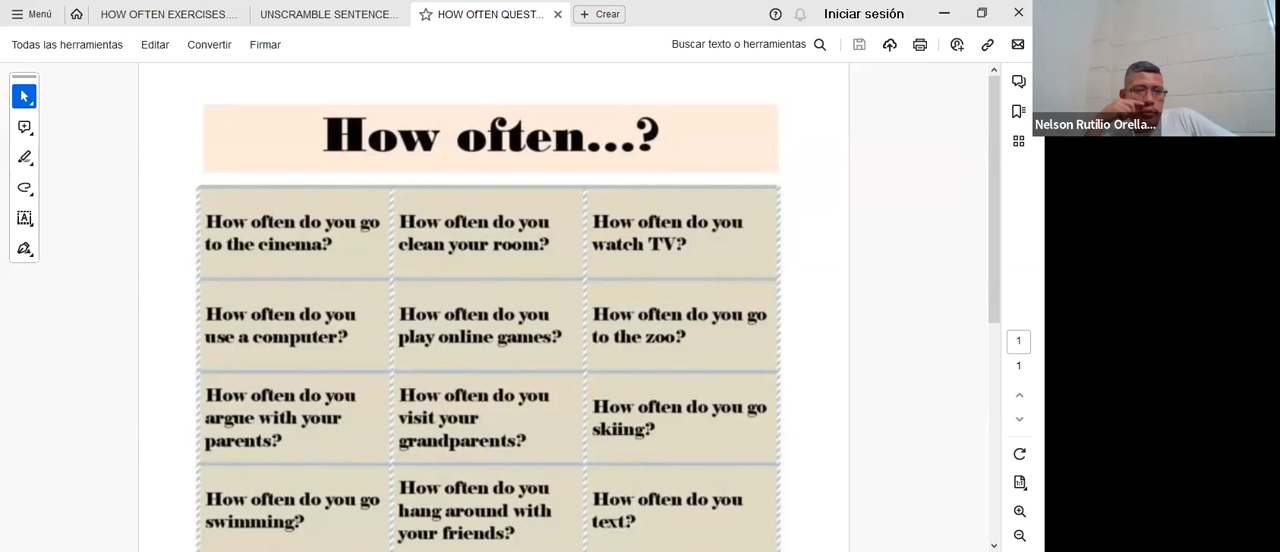 Menú
HOW OFTEN EXERCISES....
UNSCRAMBLE SENTENCE...
HOW OfTEN QUEST...
Crear
Iniciar sesión
Todas las herramientas
Editar
Convertir
Firmar
Buscar texto o herramientas
Nelson Rutilio Orella...
How often...?
How often do you go
to the cinema?
How often do you
clean your room?
How often do you
watch TV?
How often do you
use a computer?
How often do you
play online games?
How often do you go
to the zoo?
How often do you
argue with your
parents?
How often do you
visit your
grandparents?
How often do you go
skiing?
How often do you go
swimming?
How often do you
hang around with
your friends?
How often do you
text?
1
1